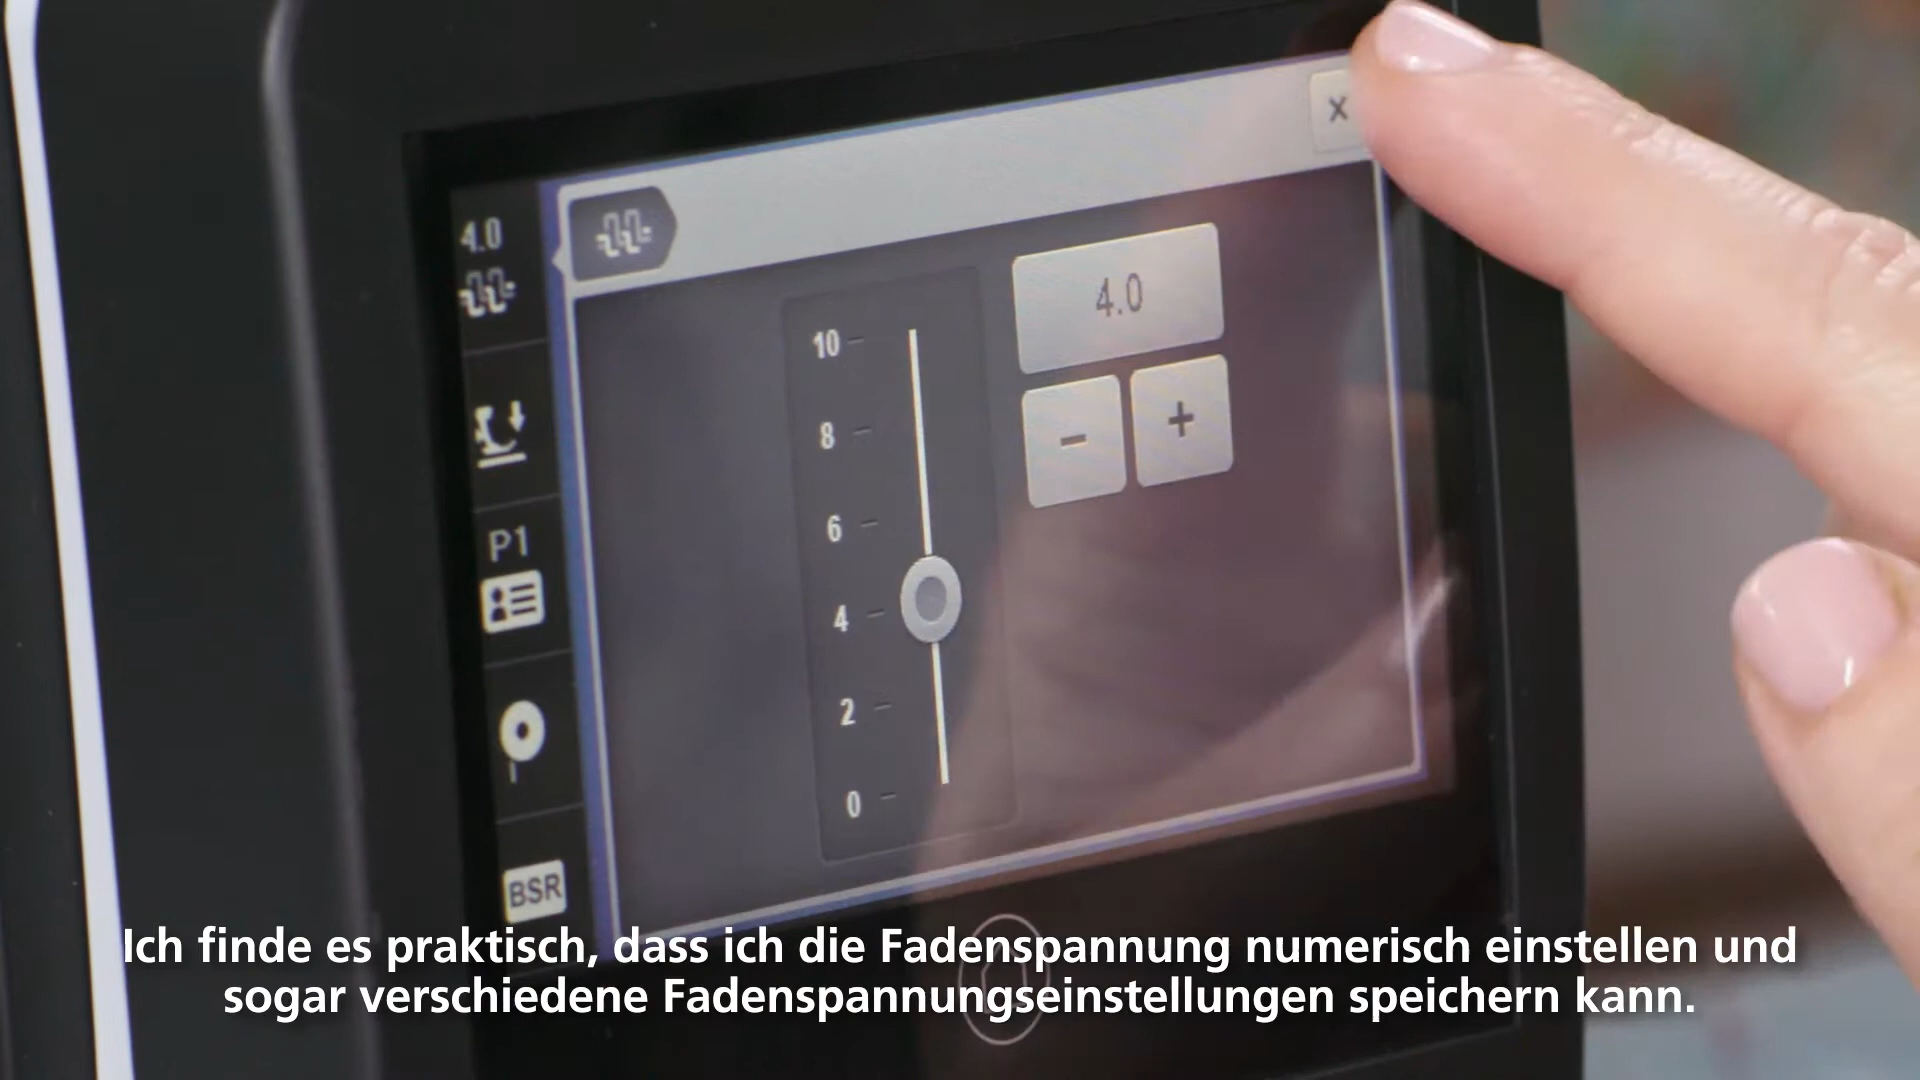 ×
4.0
4.0
10
8
- +
6
P1
4
2
0
BSR
Ich finde es praktisch, dass ich die Fadenspannung numerisch einstellen und
sogar verschiedene Fadenspannungseinstellungen speichern kann.